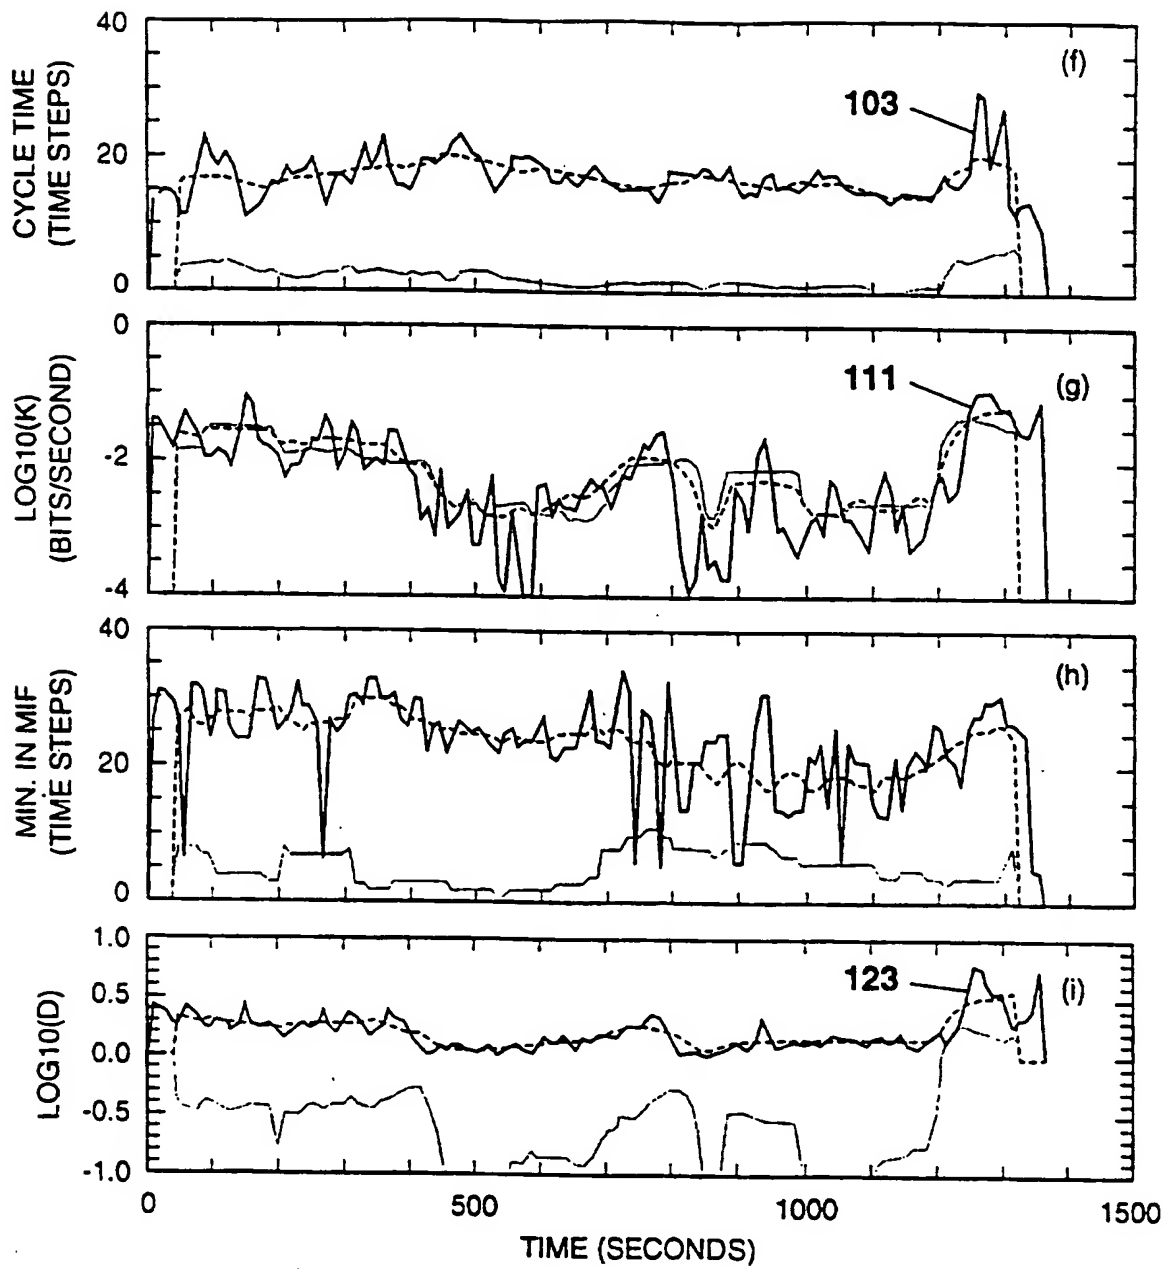 40
20
0
CYCLE TIME
(TIME STEPS)
103
(f)
0
-2
-4
LOG10(K)
(BITS/SECOND)
111
(g)
40
20
0
MIN. IN MIF
(TIME STEPS)
(h)
1.0
0.5
0.0
-0.5
-1.0
LOG10(D)
123
(i)
0
500
1000
1500
TIME (SECONDS)